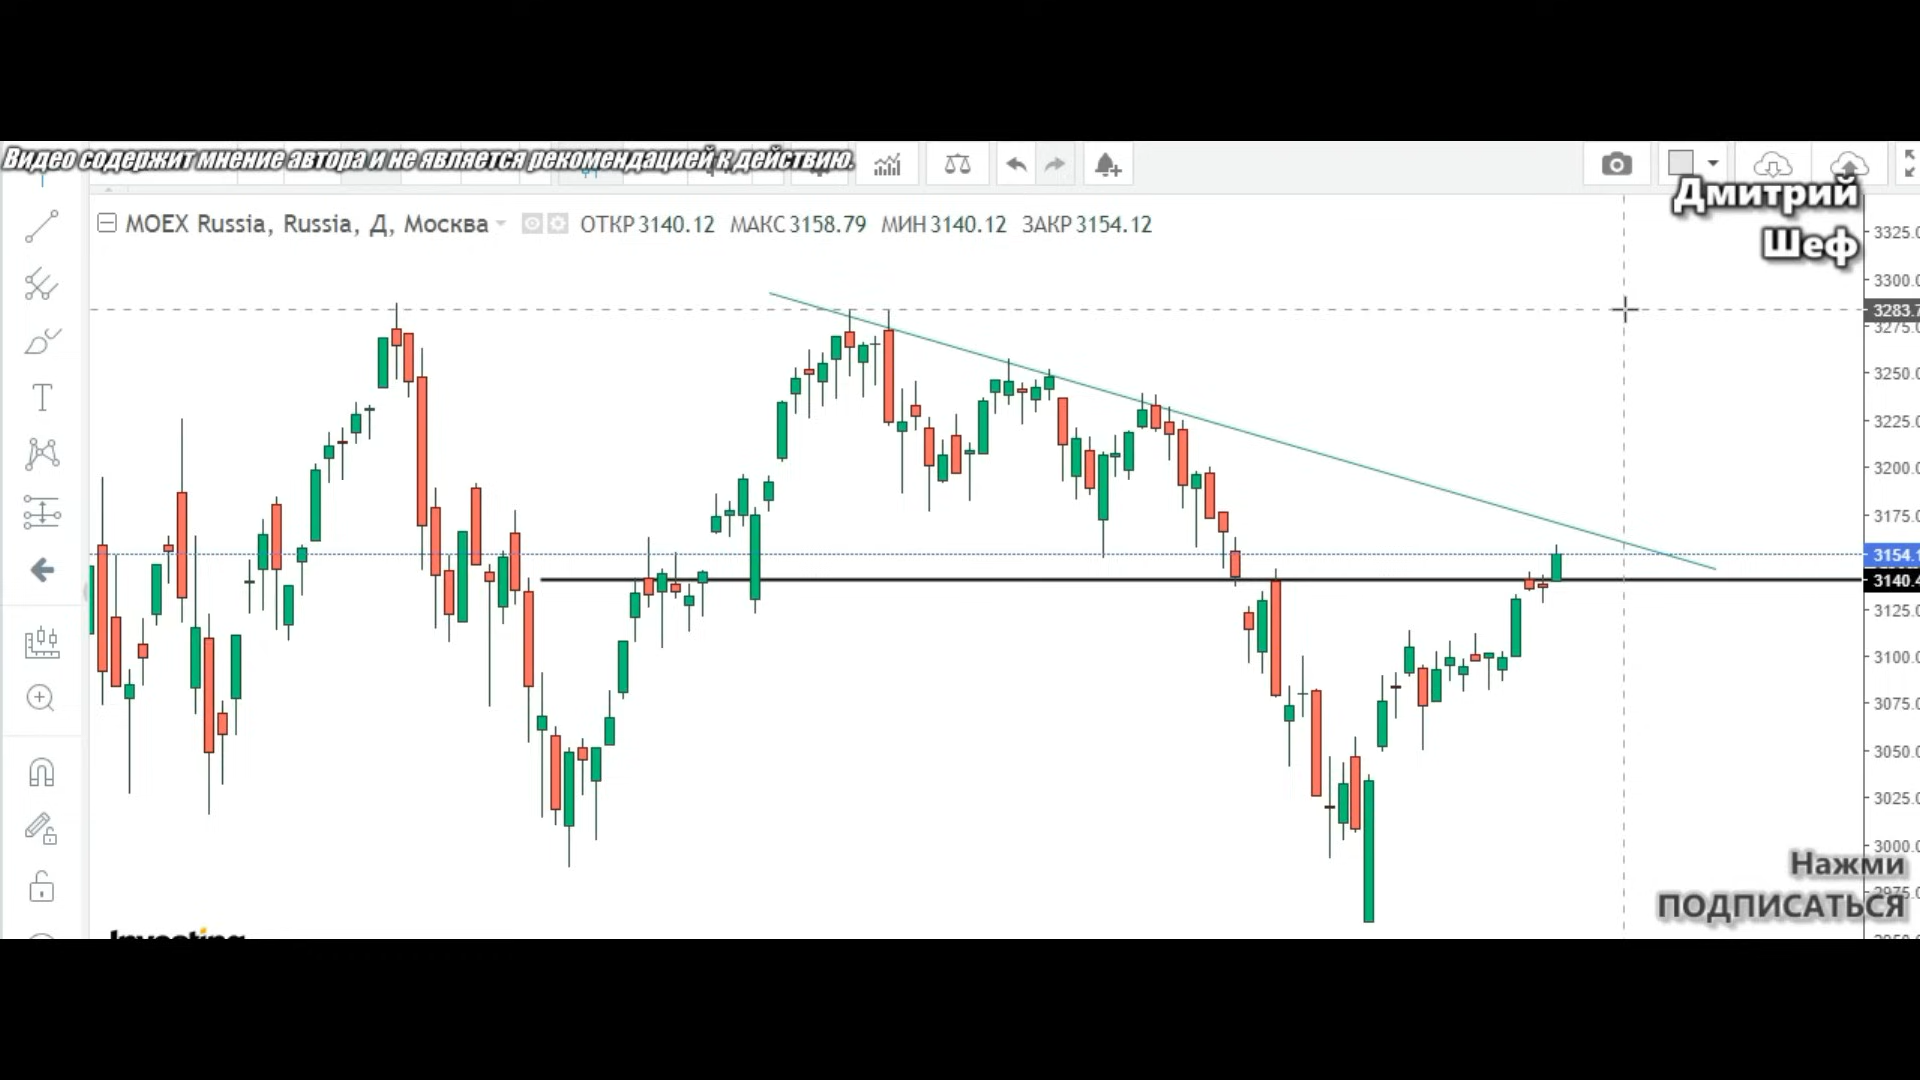 Видео содержит мнение автора и не является рекомендацией к действию.
Дмитрий
Шеф
MOEX Russia, Russia, Д, Москва ОТКР 3140.12 МАКС 3158.79 МИН 3140.12 ЗАКР 3154.12
3325.0
3300.0
3283.7
3275.0
3250.0
3225.0
3200.0
3175.0
3154.1
3140.4
3125.0
3100.0
3075.0
3050.0
3025.0
3000.0
Нажми
ПОДПИСАТЬСЯ
Investing